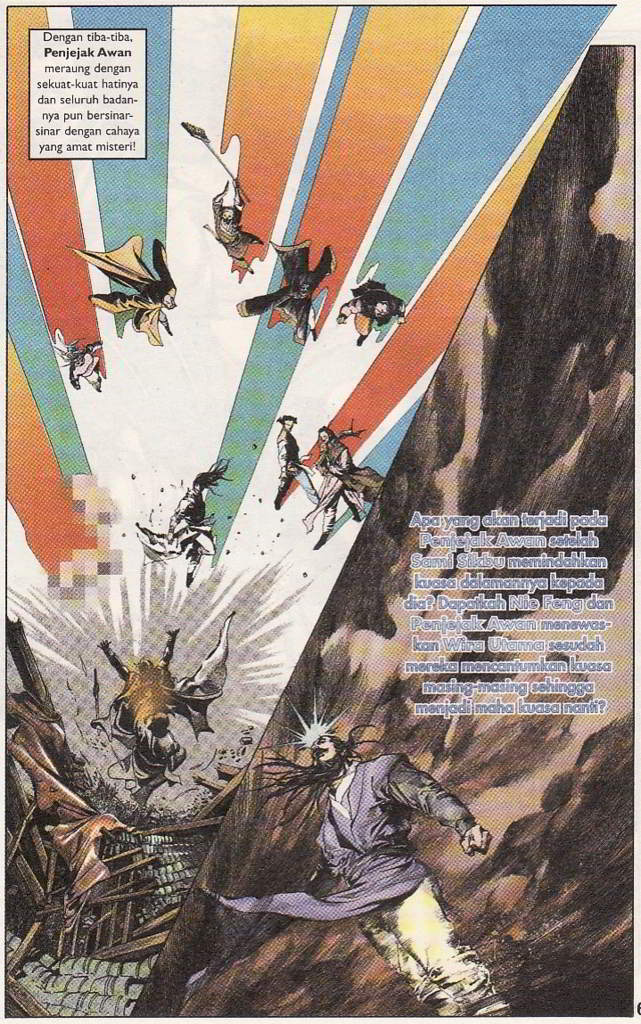 Dengan tiba-tiba,
Penjejak Awan
meraung dengan
sekuat-kuat hatinya
dan seluruh badan-
nya pun bersinar-
sinar dengan cahaya
yang amat misteri!
Apa yang akan terjadi pada
Penjejak Awan setelah
Sami Sikbu memindahkan
kuasa dalamannya kepada
dia? Dapatkah Nie Feng dan
Penjejak Awan menewas-
kan Wira Utama sesudah
mereka mencantumkan kuasa
masing-masing sehingga
menjadi maha kuasa nanti?